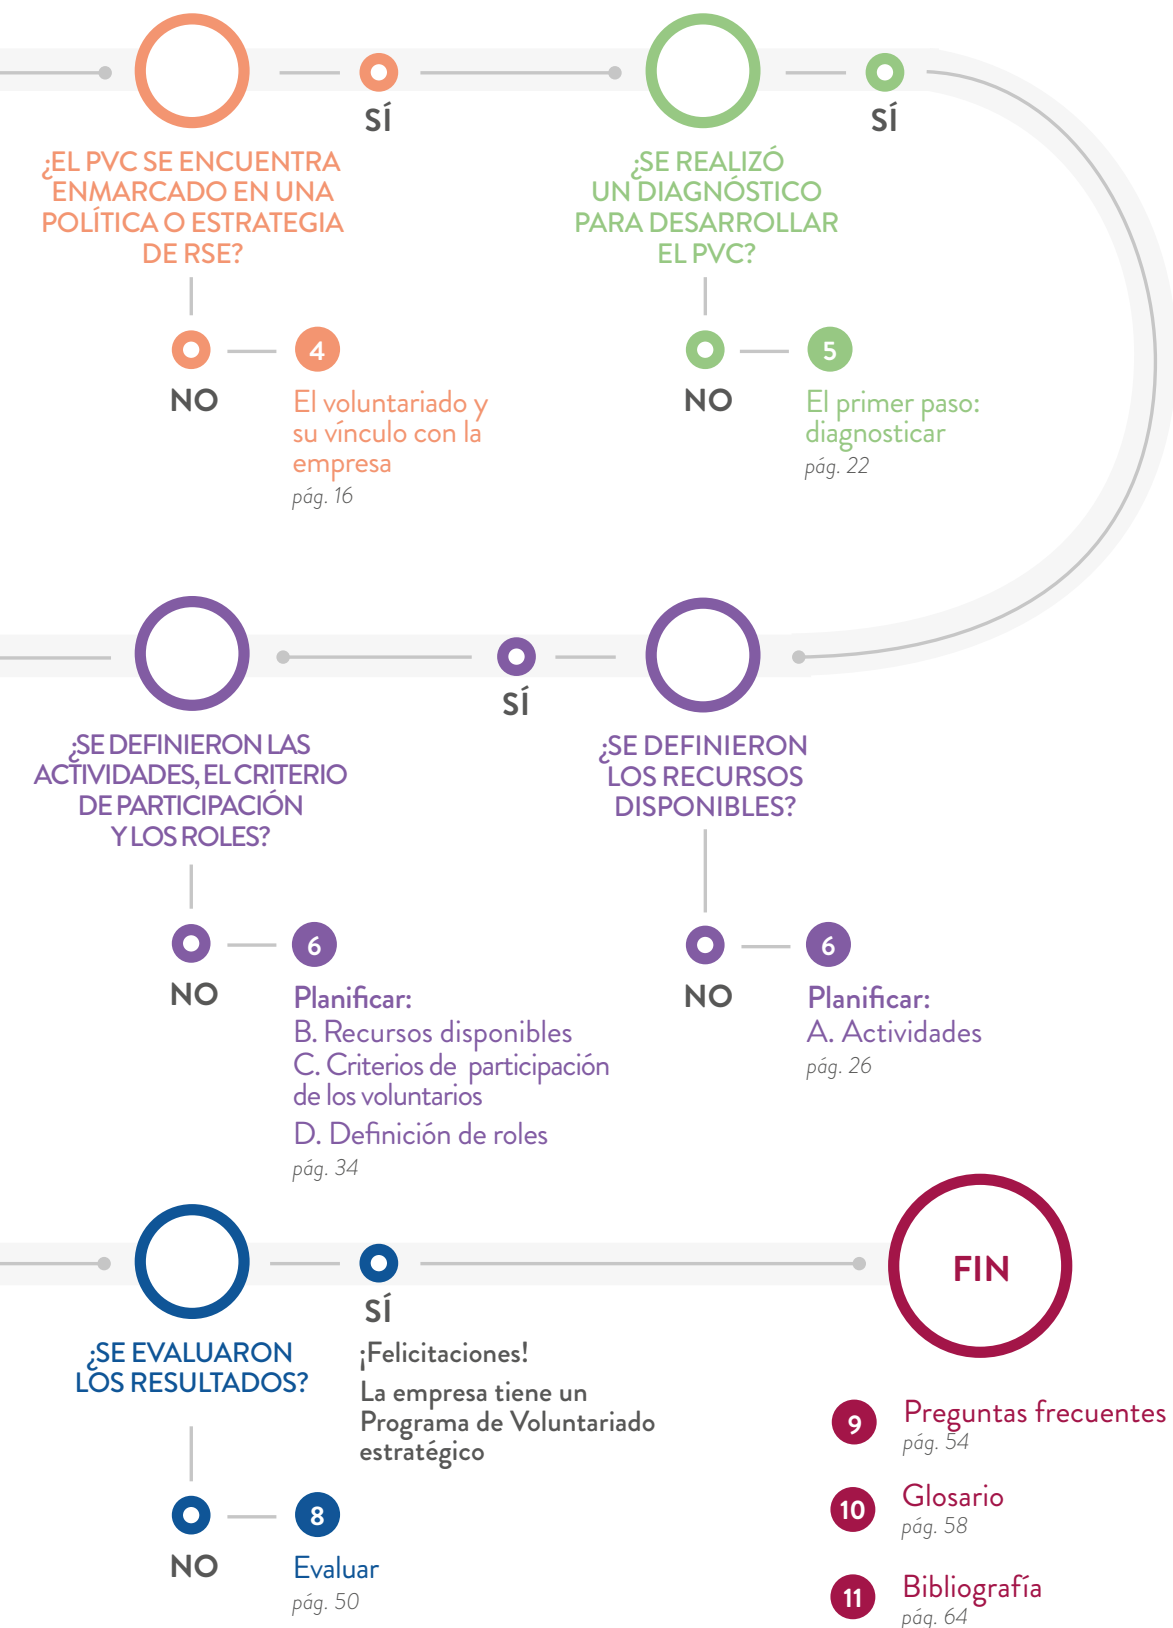 SÍ
SÍ
¿EL PVC SE ENCUENTRA
ENMARCADO EN UNA
POLÍTICA O ESTRATEGIA
DE RSE?
¿SE REALIZÓ
UN DIAGNÓSTICO
PARA DESARROLLAR
EL PVC?
NO
4
El voluntariado y
su vínculo con la
empresa
pág. 16
NO
5
El primer paso:
diagnosticar
pág. 22
SÍ
¿SE DEFINIERON LAS
ACTIVIDADES, EL CRITERIO
DE PARTICIPACIÓN
Y LOS ROLES?
¿SE DEFINIERON
LOS RECURSOS
DISPONIBLES?
NO
6
Planificar:
B. Recursos disponibles
C. Criterios de participación
de los voluntarios
D. Definición de roles
pág. 34
NO
6
Planificar:
A. Actividades
pág. 26
¿SE EVALUARON
LOS RESULTADOS?
SÍ
¡Felicitaciones!
La empresa tiene un
Programa de Voluntariado
estratégico
NO
8
Evaluar
pág. 50
FIN
9
Preguntas frecuentes
pág. 54
10
Glosario
pág. 58
11
Bibliografía
pág. 64